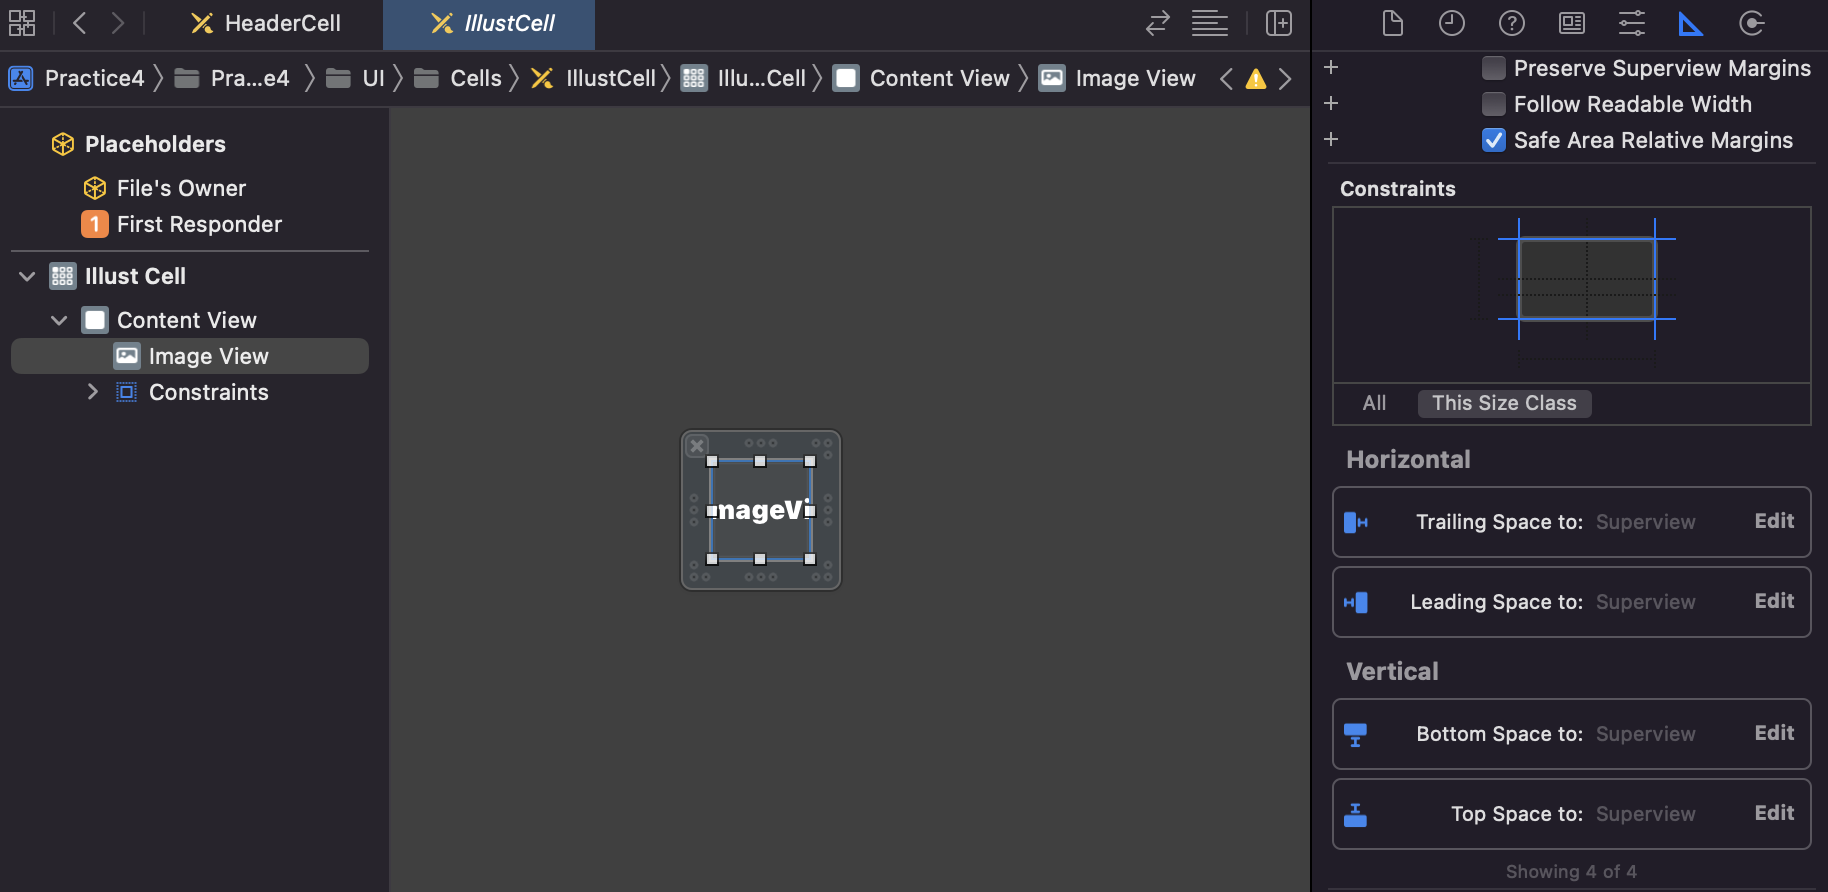 HeaderCell
IllustCell
Practice4
Pra...e4
UI
Cells
IllustCell
Illu...Cell
Content View
Image View
Placeholders
File's Owner
1
First Responder
Illust Cell
Content View
Image View
Constraints
mageVi
Preserve Superview Margins
Follow Readable Width
Safe Area Relative Margins
Constraints
All
This Size Class
Horizontal
Trailing Space to: Superview Edit
Leading Space to: Superview Edit
Vertical
Bottom Space to: Superview Edit
Top Space to: Superview Edit
Showing 4 of 4